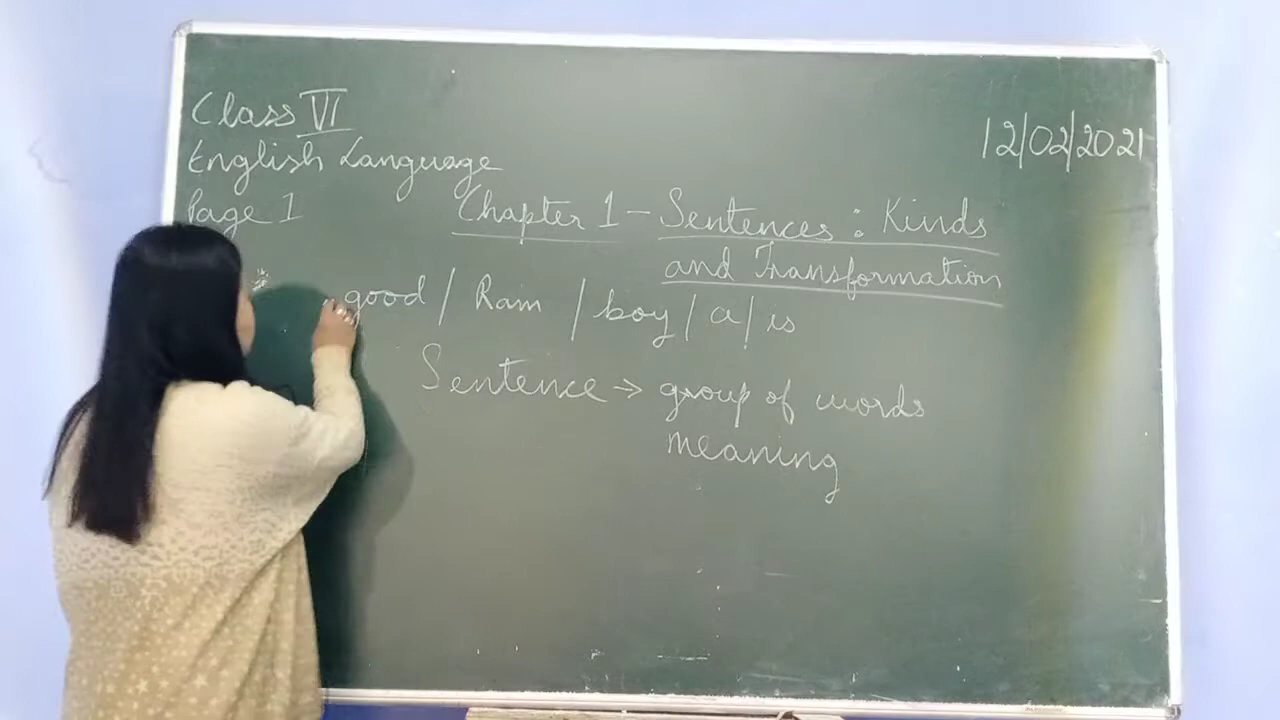 Class VI
12/02/2021
English Language
Page 1
Chapter 1 - Sentences : Kinds
and Transformation
good / Ram / boy / a / is
Sentence → group of words
meaning